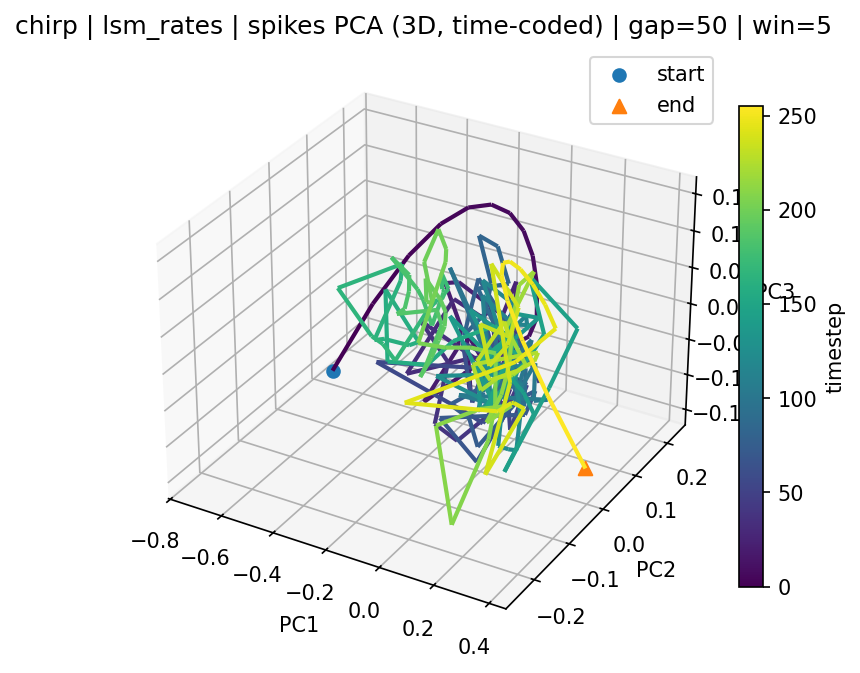 chirp | lsm_rates | spikes PCA (3D, time-coded) | gap=50 | win=5
start
end
250
200
150
100
50
0
timestep
PC3
0.2
0.1
0.0
−0.1
−0.2
PC2
−0.8
−0.6
−0.4
−0.2
0.0
0.2
0.4
PC1